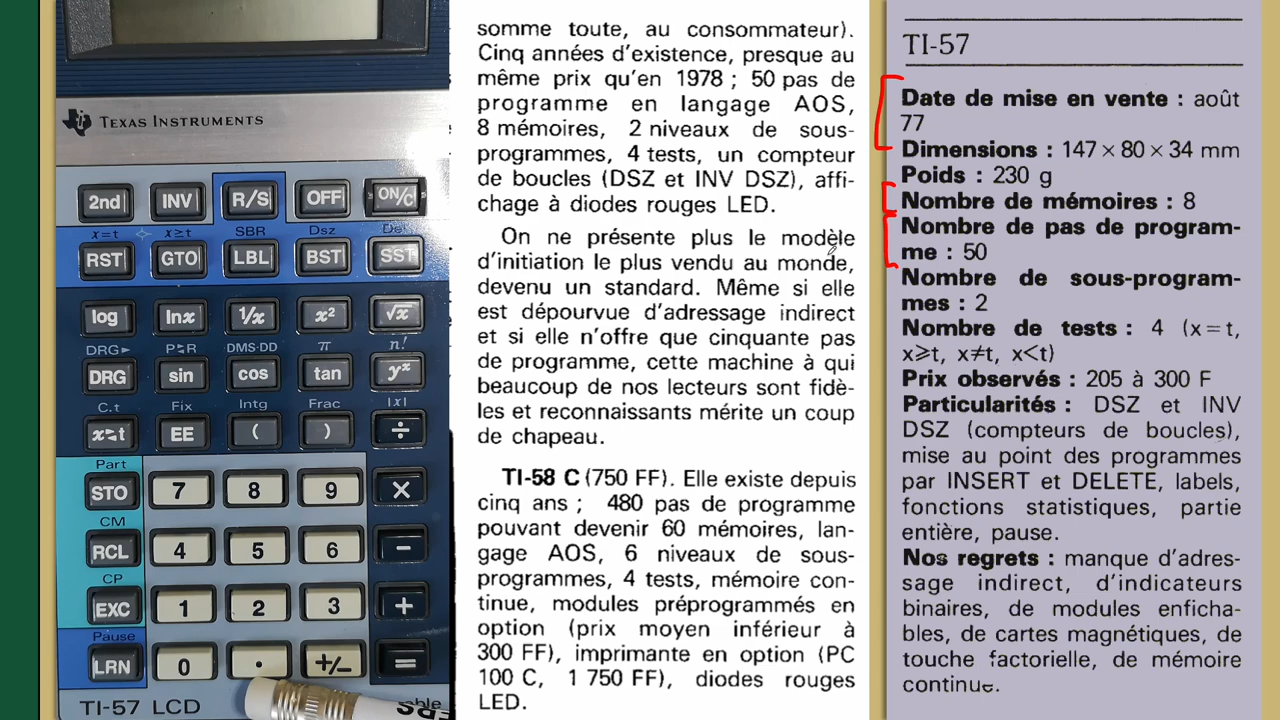 TEXAS INSTRUMENTS
2nd INV R/S OFF ON/C
x=t x≥t SBR Dsz Del
RST GTO LBL BST SST
log lnx 1/x x² √x
DRG► P►R DMS-DD π n!
DRG sin cos tan yˣ
C.t Fix Intg Frac |x|
x►t EE ( ) ÷
Part
STO 7 8 9 ×
CM
RCL 4 5 6 −
CP
EXC 1 2 3 +
Pause
LRN 0 . +/− =
TI-57 LCD
somme toute, au consommateur).
Cinq années d'existence, presque au
même prix qu'en 1978 ; 50 pas de
programme en langage AOS,
8 mémoires, 2 niveaux de sous-
programmes, 4 tests, un compteur
de boucles (DSZ et INV DSZ), affi-
chage à diodes rouges LED.
On ne présente plus le modèle
d'initiation le plus vendu au monde,
devenu un standard. Même si elle
est dépourvue d'adressage indirect
et si elle n'offre que cinquante pas
de programme, cette machine à qui
beaucoup de nos lecteurs sont fidè-
les et reconnaissants mérite un coup
de chapeau.
TI-58 C (750 FF). Elle existe depuis
cinq ans ; 480 pas de programme
pouvant devenir 60 mémoires, lan-
gage AOS, 6 niveaux de sous-
programmes, 4 tests, mémoire con-
tinue, modules préprogrammés en
option (prix moyen inférieur à
300 FF), imprimante en option (PC
100 C, 1 750 FF), diodes rouges
LED.
TI-57
Date de mise en vente : août
77
Dimensions : 147 × 80 × 34 mm
Poids : 230 g
Nombre de mémoires : 8
Nombre de pas de program-
me : 50
Nombre de sous-program-
mes : 2
Nombre de tests : 4 (x=t,
x≥t, x≠t, x<t)
Prix observés : 205 à 300 F
Particularités : DSZ et INV
DSZ (compteurs de boucles),
mise au point des programmes
par INSERT et DELETE, labels,
fonctions statistiques, partie
entière, pause.
Nos regrets : manque d'adres-
sage indirect, d'indicateurs
binaires, de modules enficha-
bles, de cartes magnétiques, de
touche factorielle, de mémoire
continue.